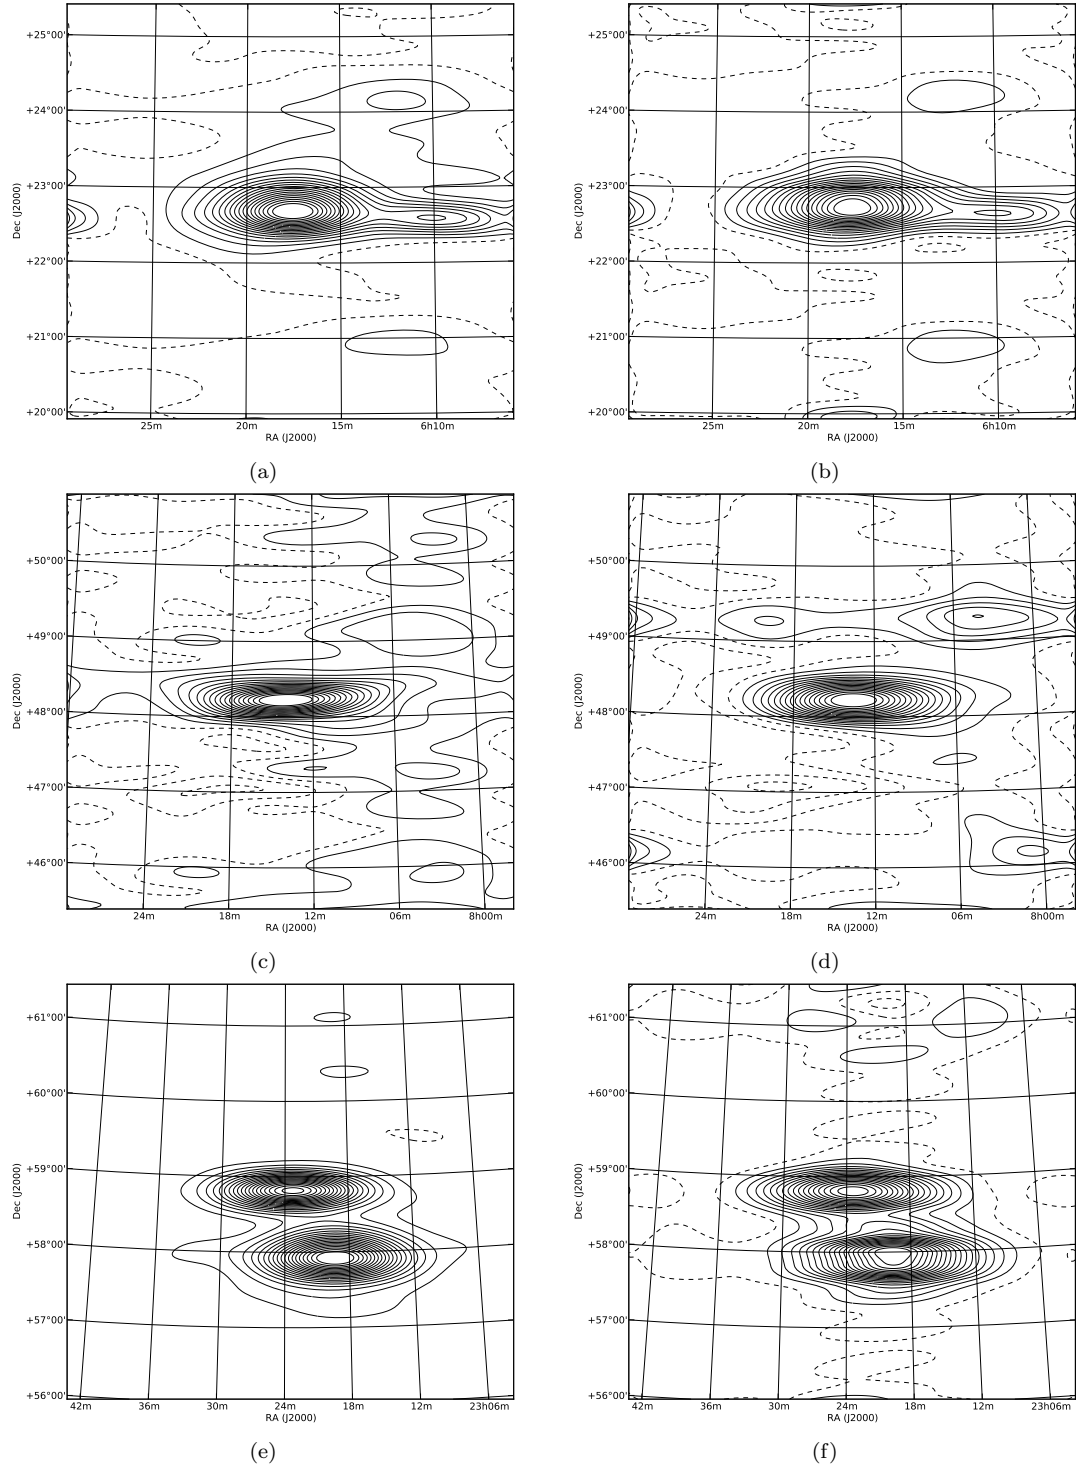 +25°00' +25°00'
+24°00' +24°00'
+23°00' +23°00'
Dec (J2000) Dec (J2000)
+22°00' +22°00'
+21°00' +21°00'
+20°00' +20°00'
25m 20m 15m 6h10m 25m 20m 15m 6h10m
RA (J2000) RA (J2000)
(a) (b)
+50°00' +50°00'
+49°00' +49°00'
Dec (J2000) Dec (J2000)
+48°00' +48°00'
+47°00' +47°00'
+46°00' +46°00'
24m 18m 12m 06m 8h00m 24m 18m 12m 06m 8h00m
RA (J2000) RA (J2000)
(c) (d)
+61°00' +61°00'
+60°00' +60°00'
+59°00' +59°00'
Dec (J2000) Dec (J2000)
+58°00' +58°00'
+57°00' +57°00'
+56°00' +56°00'
42m 36m 30m 24m 18m 12m 23h06m 42m 36m 30m 24m 18m 12m 23h06m
RA (J2000) RA (J2000)
(e) (f)